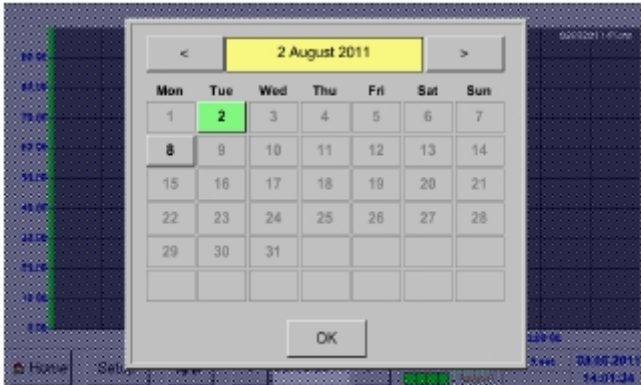 < 2 August 2011 >
Mon Tue Wed Thu Fri Sat Sun
1 2 3 4 5 6 7
8 9 10 11 12 13 14
15 16 17 18 19 20 21
22 23 24 25 26 27 28
29 30 31
OK
Home